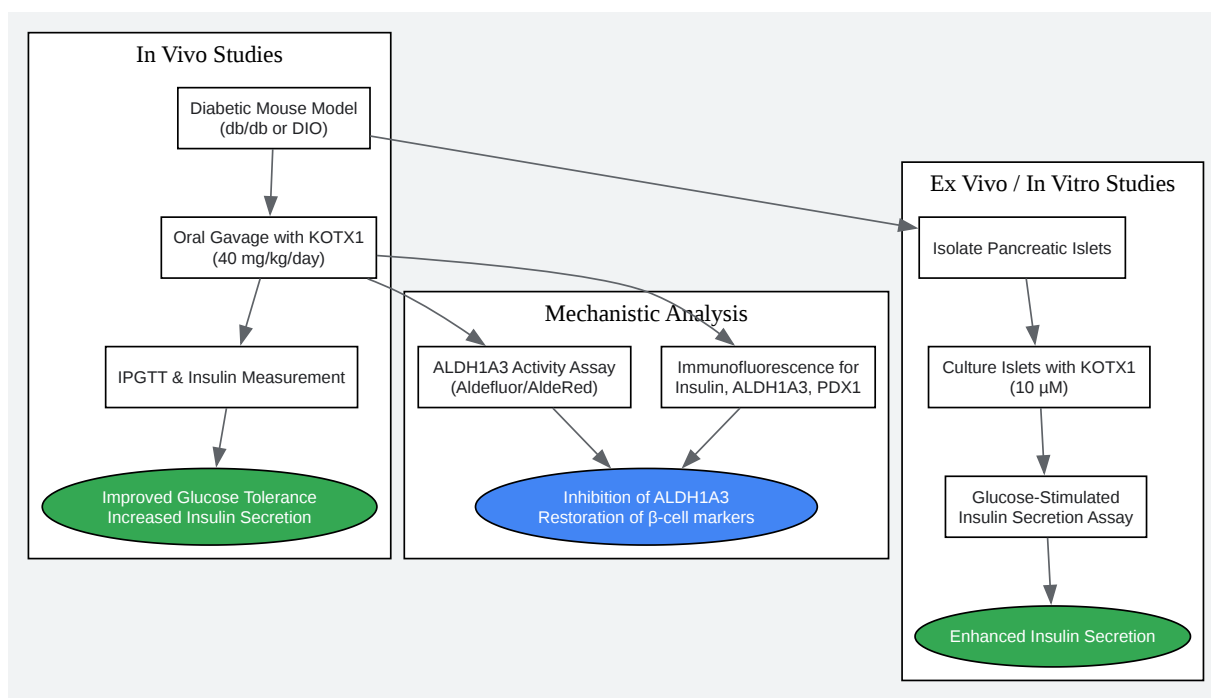 In Vivo Studies
Diabetic Mouse Model
(db/db or DIO)
Oral Gavage with KOTX1
(40 mg/kg/day)
IPGTT & Insulin Measurement
Improved Glucose Tolerance
Increased Insulin Secretion
Mechanistic Analysis
ALDH1A3 Activity Assay
(Aldefluor/AldeRed)
Immunofluorescence for
Insulin, ALDH1A3, PDX1
Inhibition of ALDH1A3
Restoration of β-cell markers
Ex Vivo / In Vitro Studies
Isolate Pancreatic Islets
Culture Islets with KOTX1
(10 µM)
Glucose-Stimulated
Insulin Secretion Assay
Enhanced Insulin Secretion